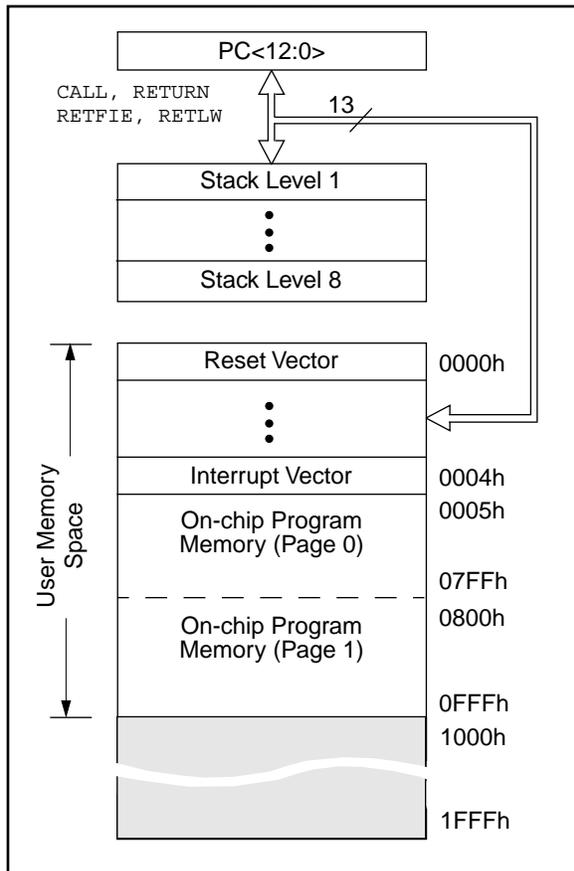 PC<12:0>
CALL, RETURN
RETFIE, RETLW
13
Stack Level 1
Stack Level 8
User Memory
Space
Reset Vector
0000h
Interrupt Vector
0004h
0005h
On-chip Program
Memory (Page 0)
07FFh
0800h
On-chip Program
Memory (Page 1)
0FFFh
1000h
1FFFh